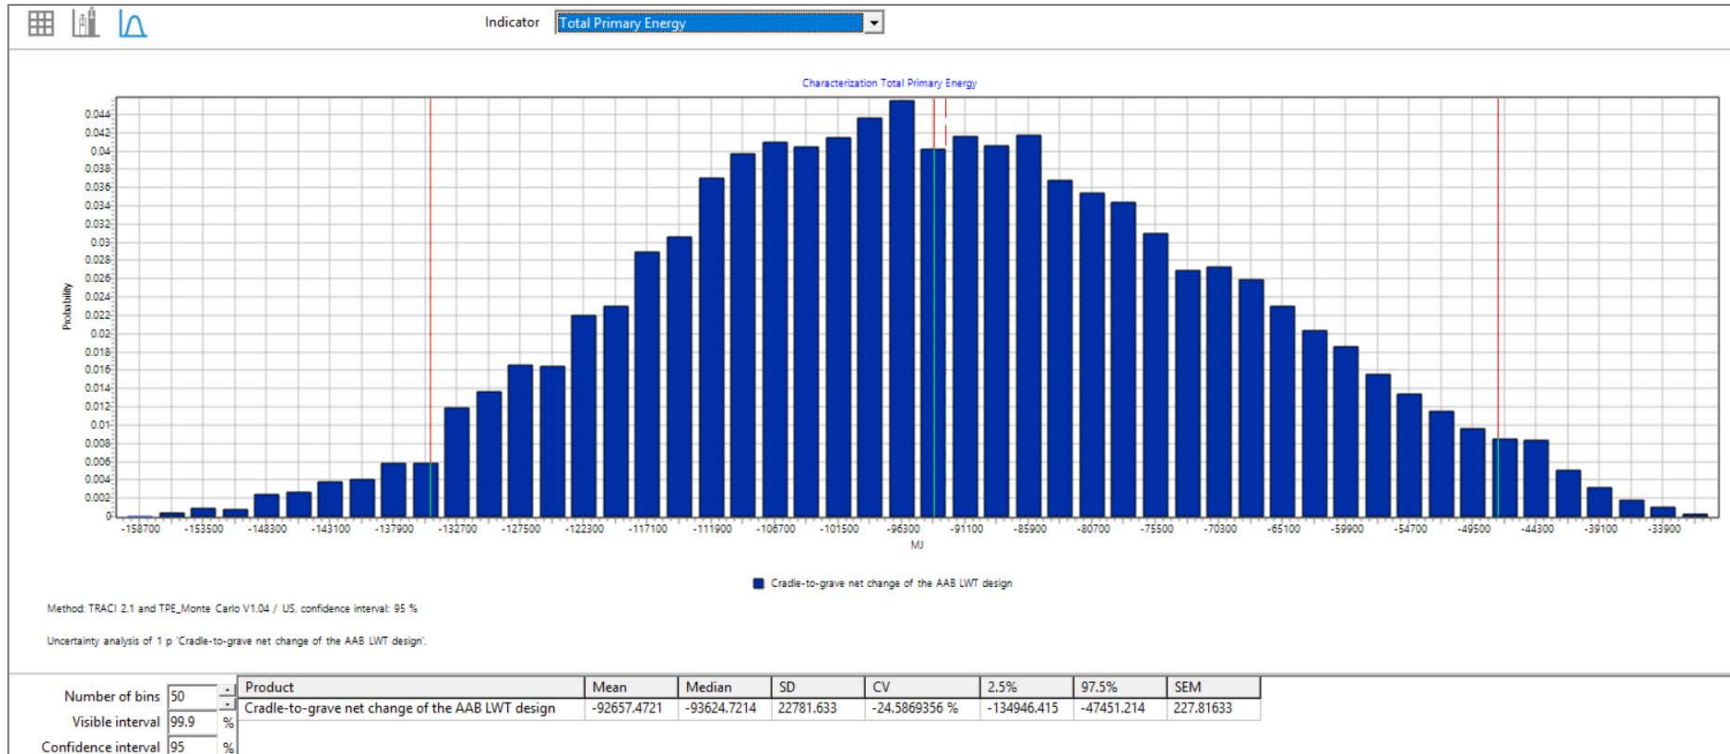 Indicator Total Primary Energy
Characterization Total Primary Energy
Probability
0.044
0.042
0.04
0.038
0.036
0.034
0.032
0.03
0.028
0.026
0.024
0.022
0.02
0.018
0.016
0.014
0.012
0.01
0.008
0.006
0.004
0.002
0
-158700 -153500 -148300 -143100 -137900 -132700 -127500 -122300 -117100 -111900 -106700 -101500 -96300 -91100 -85900 -80700 -75500 -70300 -65100 -59900 -54700 -49500 -44300 -39100 -33900
MJ
Cradle-to-grave net change of the AAB LWT design
Method: TRACI 2.1 and TPE_Monte Carlo V1.04 / US, confidence interval: 95 %
Uncertainty analysis of 1 p 'Cradle-to-grave net change of the AAB LWT design'.
Number of bins 50
Visible interval 99.9 %
Confidence interval 95 %
Product Mean Median SD CV 2.5% 97.5% SEM
Cradle-to-grave net change of the AAB LWT design -92657.4721 -93624.7214 22781.633 -24.5869356 % -134946.415 -47451.214 227.81633